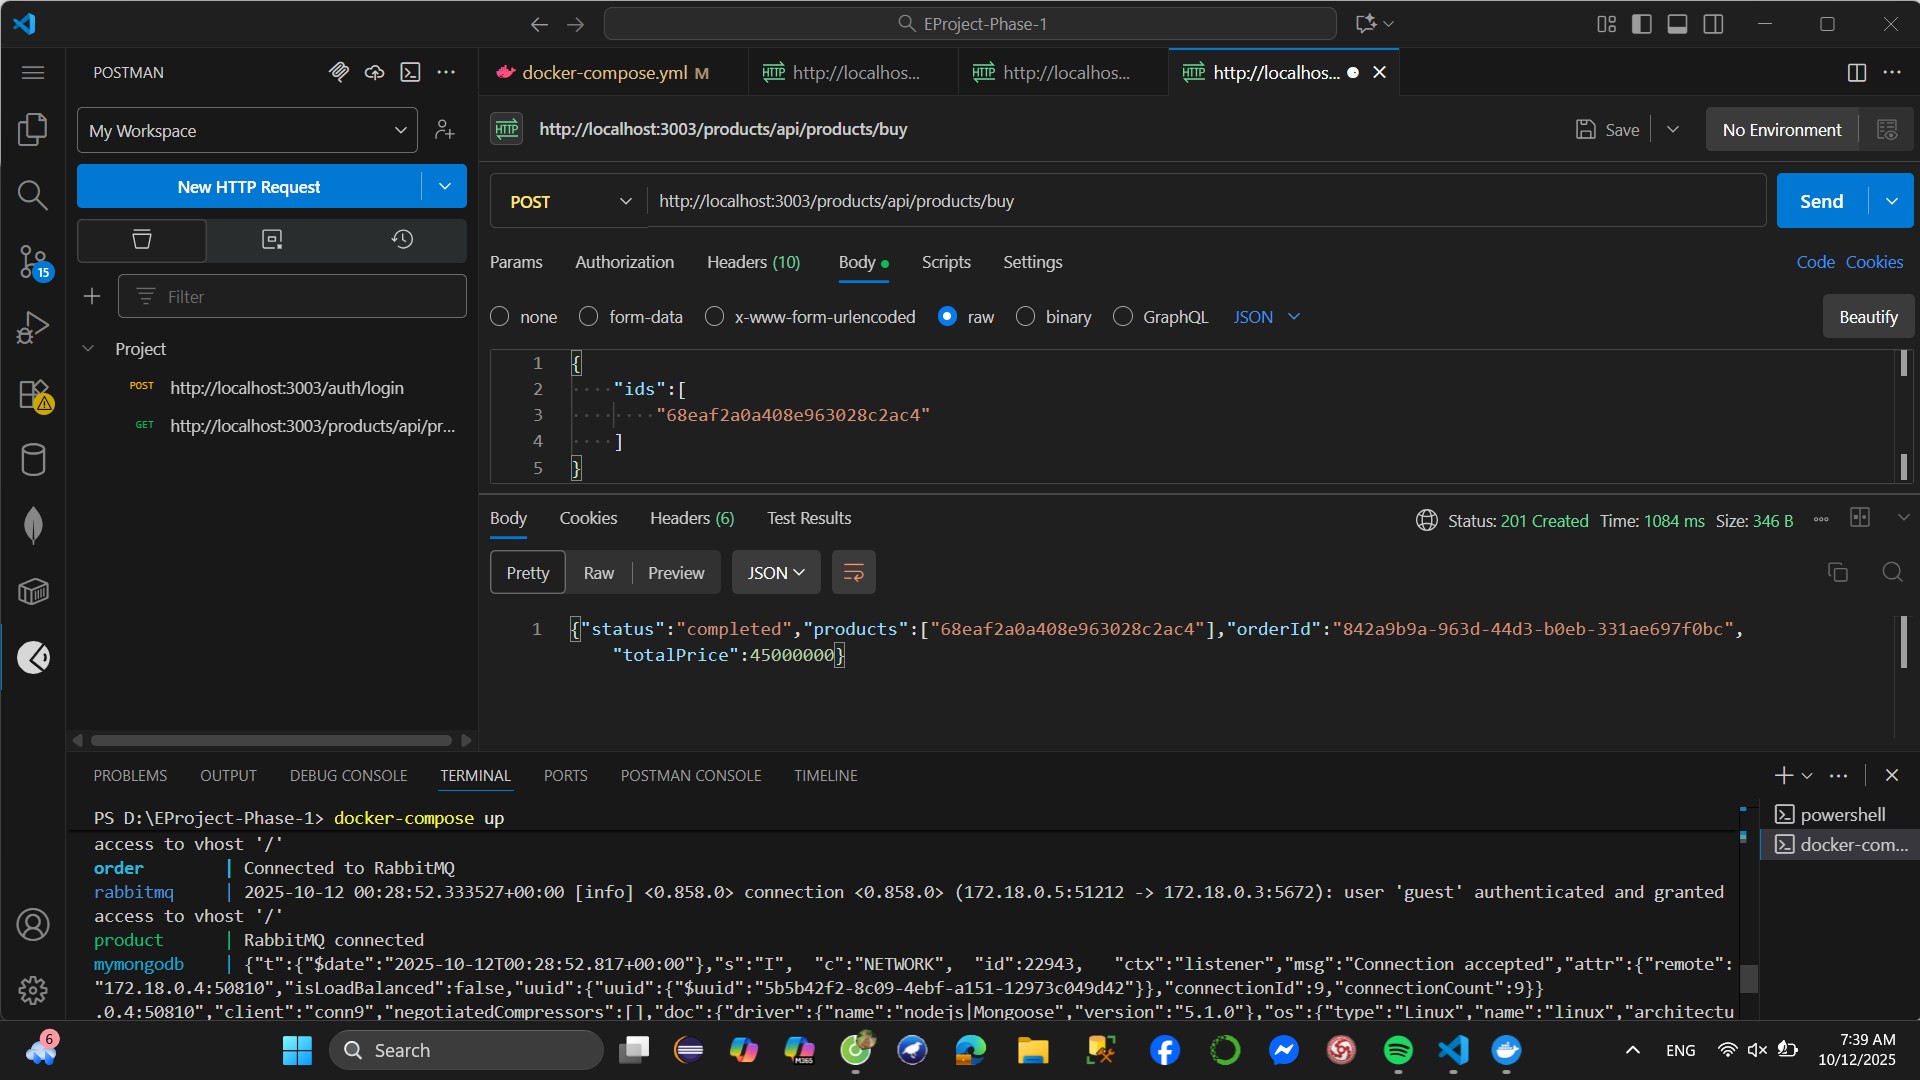 EProject-Phase-1
POSTMAN
My Workspace
New HTTP Request
Filter
Project
POST http://localhost:3003/auth/login
GET http://localhost:3003/products/api/pr...
15
docker-compose.yml M
http://localhos...
http://localhos...
http://localhos...
HTTP http://localhost:3003/products/api/products/buy
Save
No Environment
POST http://localhost:3003/products/api/products/buy
Send
Params Authorization Headers (10) Body Scripts Settings
Code Cookies
none form-data x-www-form-urlencoded raw binary GraphQL JSON
Beautify
1 {
2 "ids":[
3 "68eaf2a0a408e963028c2ac4"
4 ]
5 }
Body Cookies Headers (6) Test Results
Status: 201 Created Time: 1084 ms Size: 346 B
Pretty Raw Preview JSON
1 {"status":"completed","products":["68eaf2a0a408e963028c2ac4"],"orderId":"842a9b9a-963d-44d3-b0eb-331ae697f0bc",
"totalPrice":45000000}
PROBLEMS OUTPUT DEBUG CONSOLE TERMINAL PORTS POSTMAN CONSOLE TIMELINE
powershell
docker-com...
PS D:\EProject-Phase-1> docker-compose up
access to vhost '/'
order | Connected to RabbitMQ
rabbitmq | 2025-10-12 00:28:52.333527+00:00 [info] <0.858.0> connection <0.858.0> (172.18.0.5:51212 -> 172.18.0.3:5672): user 'guest' authenticated and granted
access to vhost '/'
product | RabbitMQ connected
mymongodb | {"t":{"$date":"2025-10-12T00:28:52.817+00:00"},"s":"I", "c":"NETWORK", "id":22943, "ctx":"listener","msg":"Connection accepted","attr":{"remote":
"172.18.0.4:50810","isLoadBalanced":false,"uuid":{"uuid":{"$uuid":"5b5b42f2-8c09-4ebf-a151-12973c049d42"}},"connectionId":9,"connectionCount":9}}
.0.4:50810","client":"conn9","negotiatedCompressors":[],"doc":{"driver":{"name":"nodejs|Mongoose","version":"5.1.0"},"os":{"type":"Linux","name":"linux","architectu
6
Search
M365
ENG
7:39 AM
10/12/2025